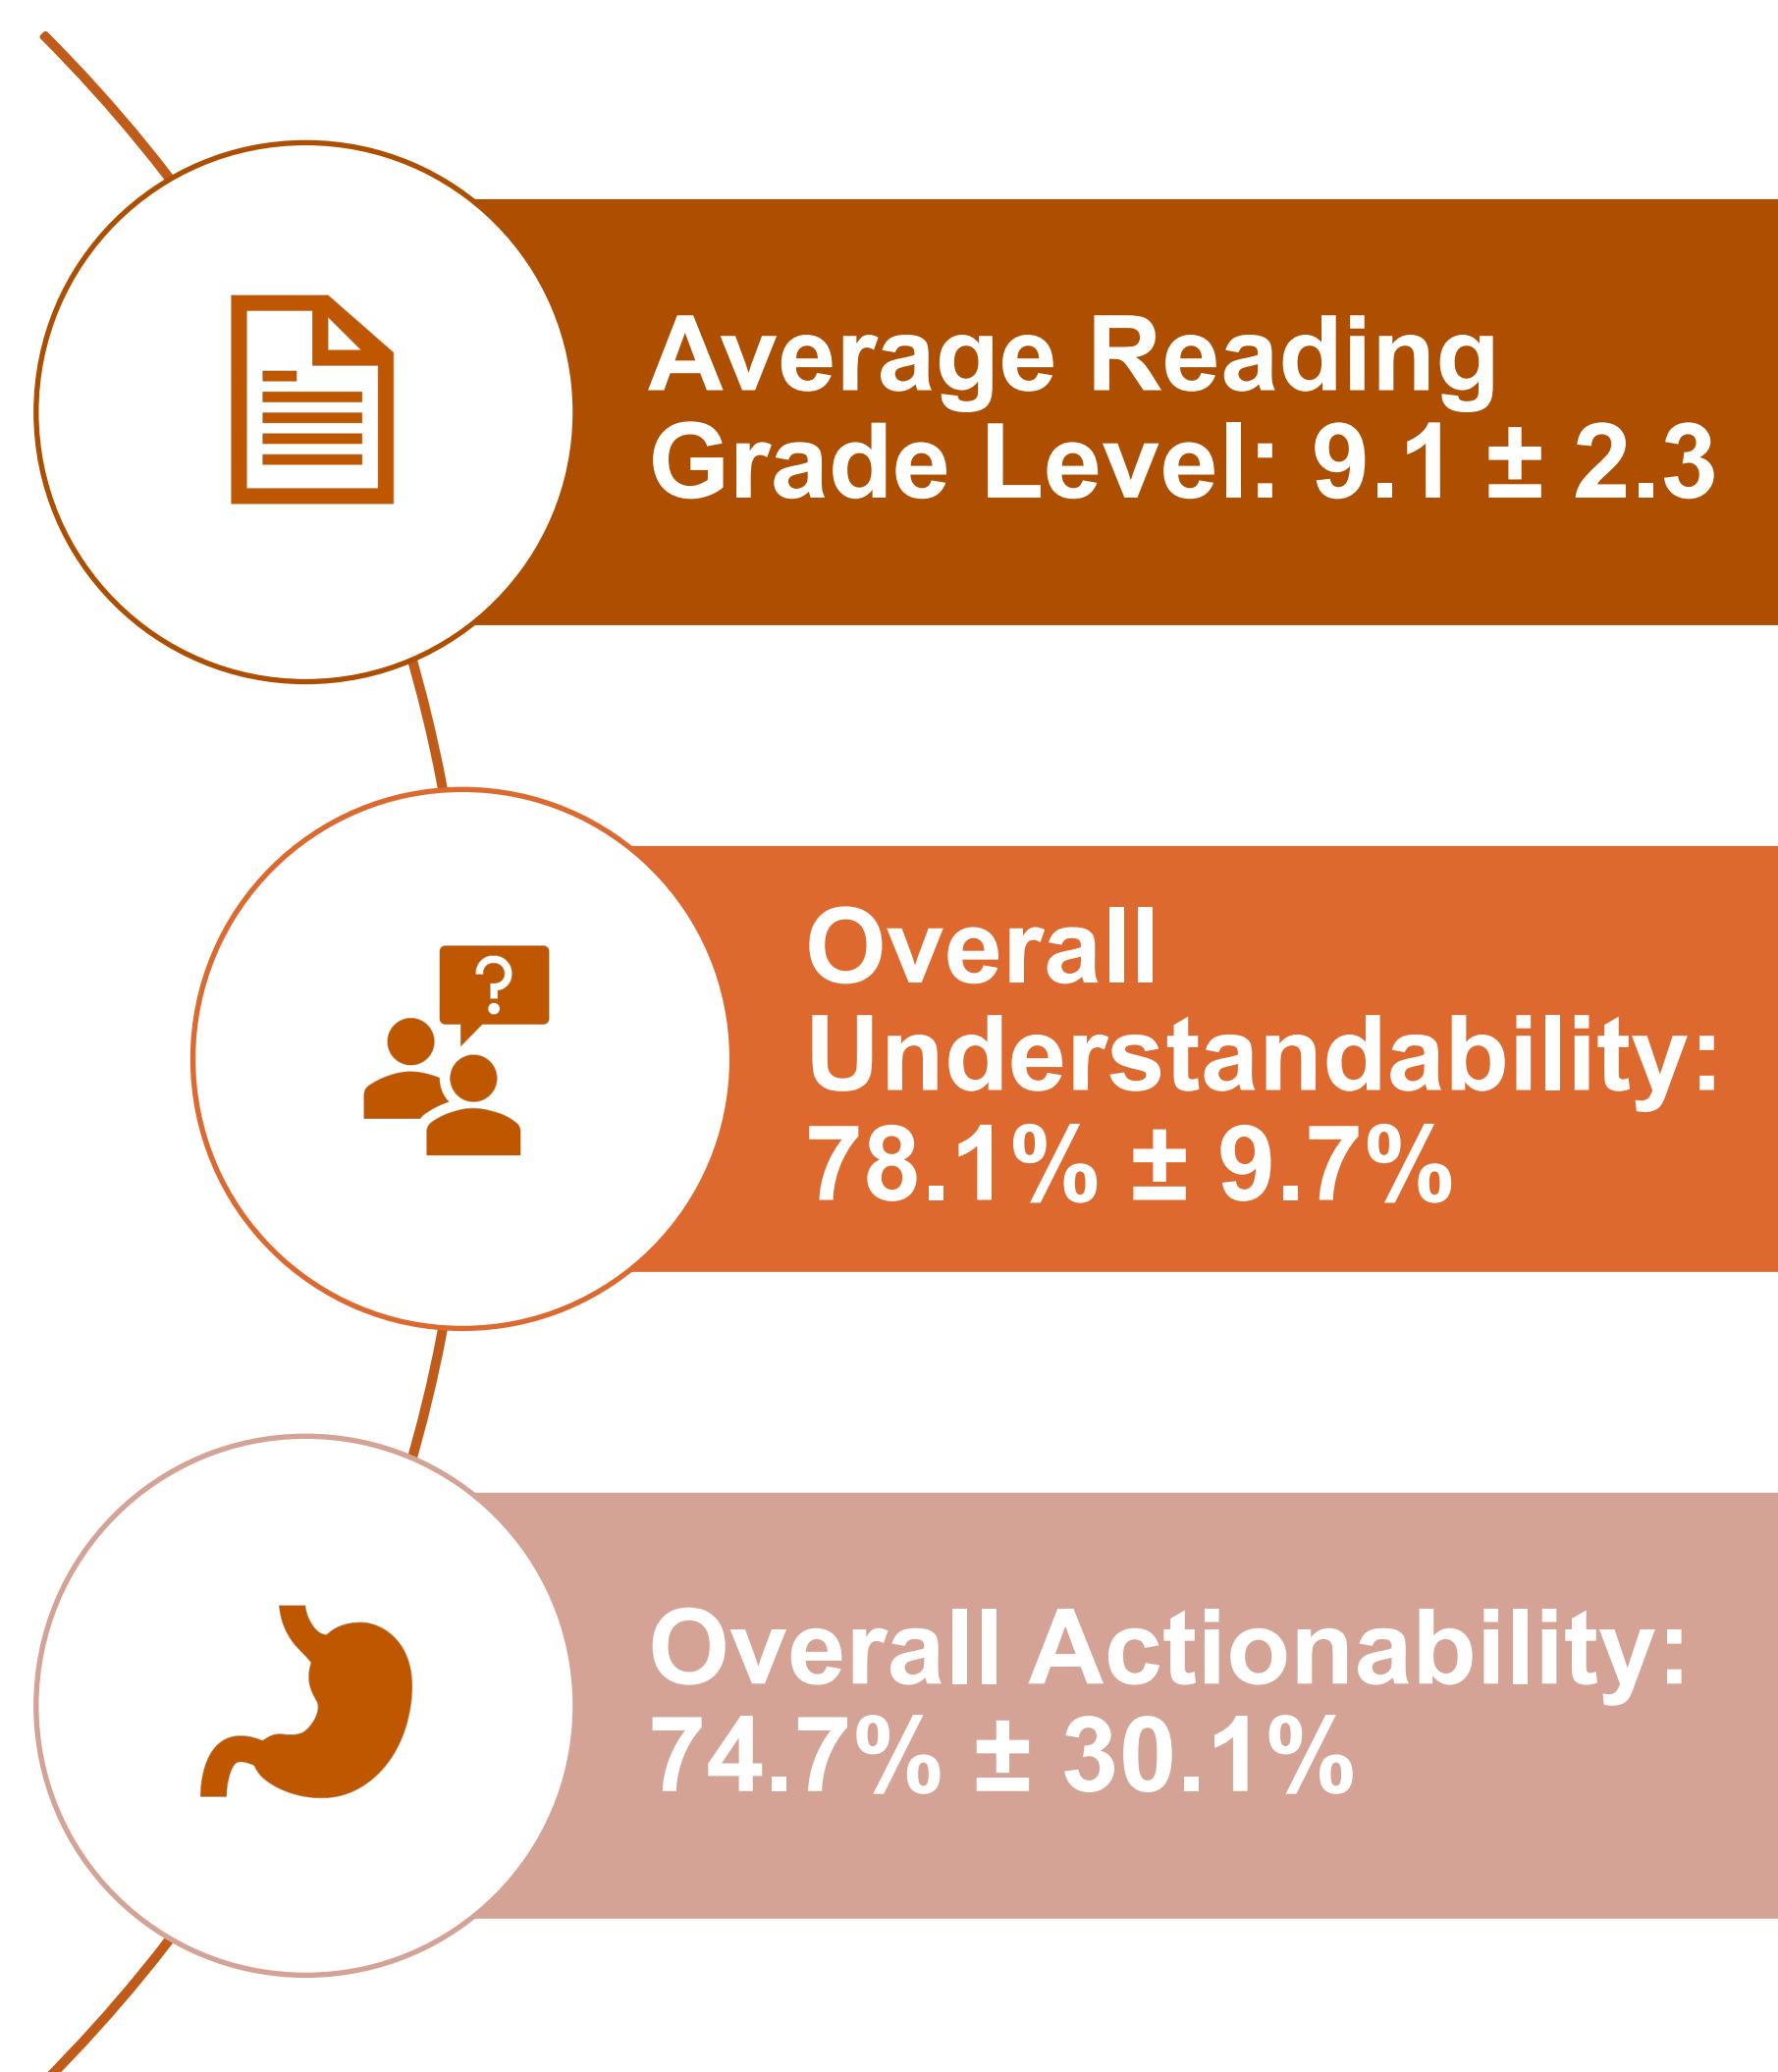 Average Reading
Grade Level: 9.1 ± 2.3
?
Overall
Understandability:
78.1% ± 9.7%
Overall Actionability:
74.7% ± 30.1%